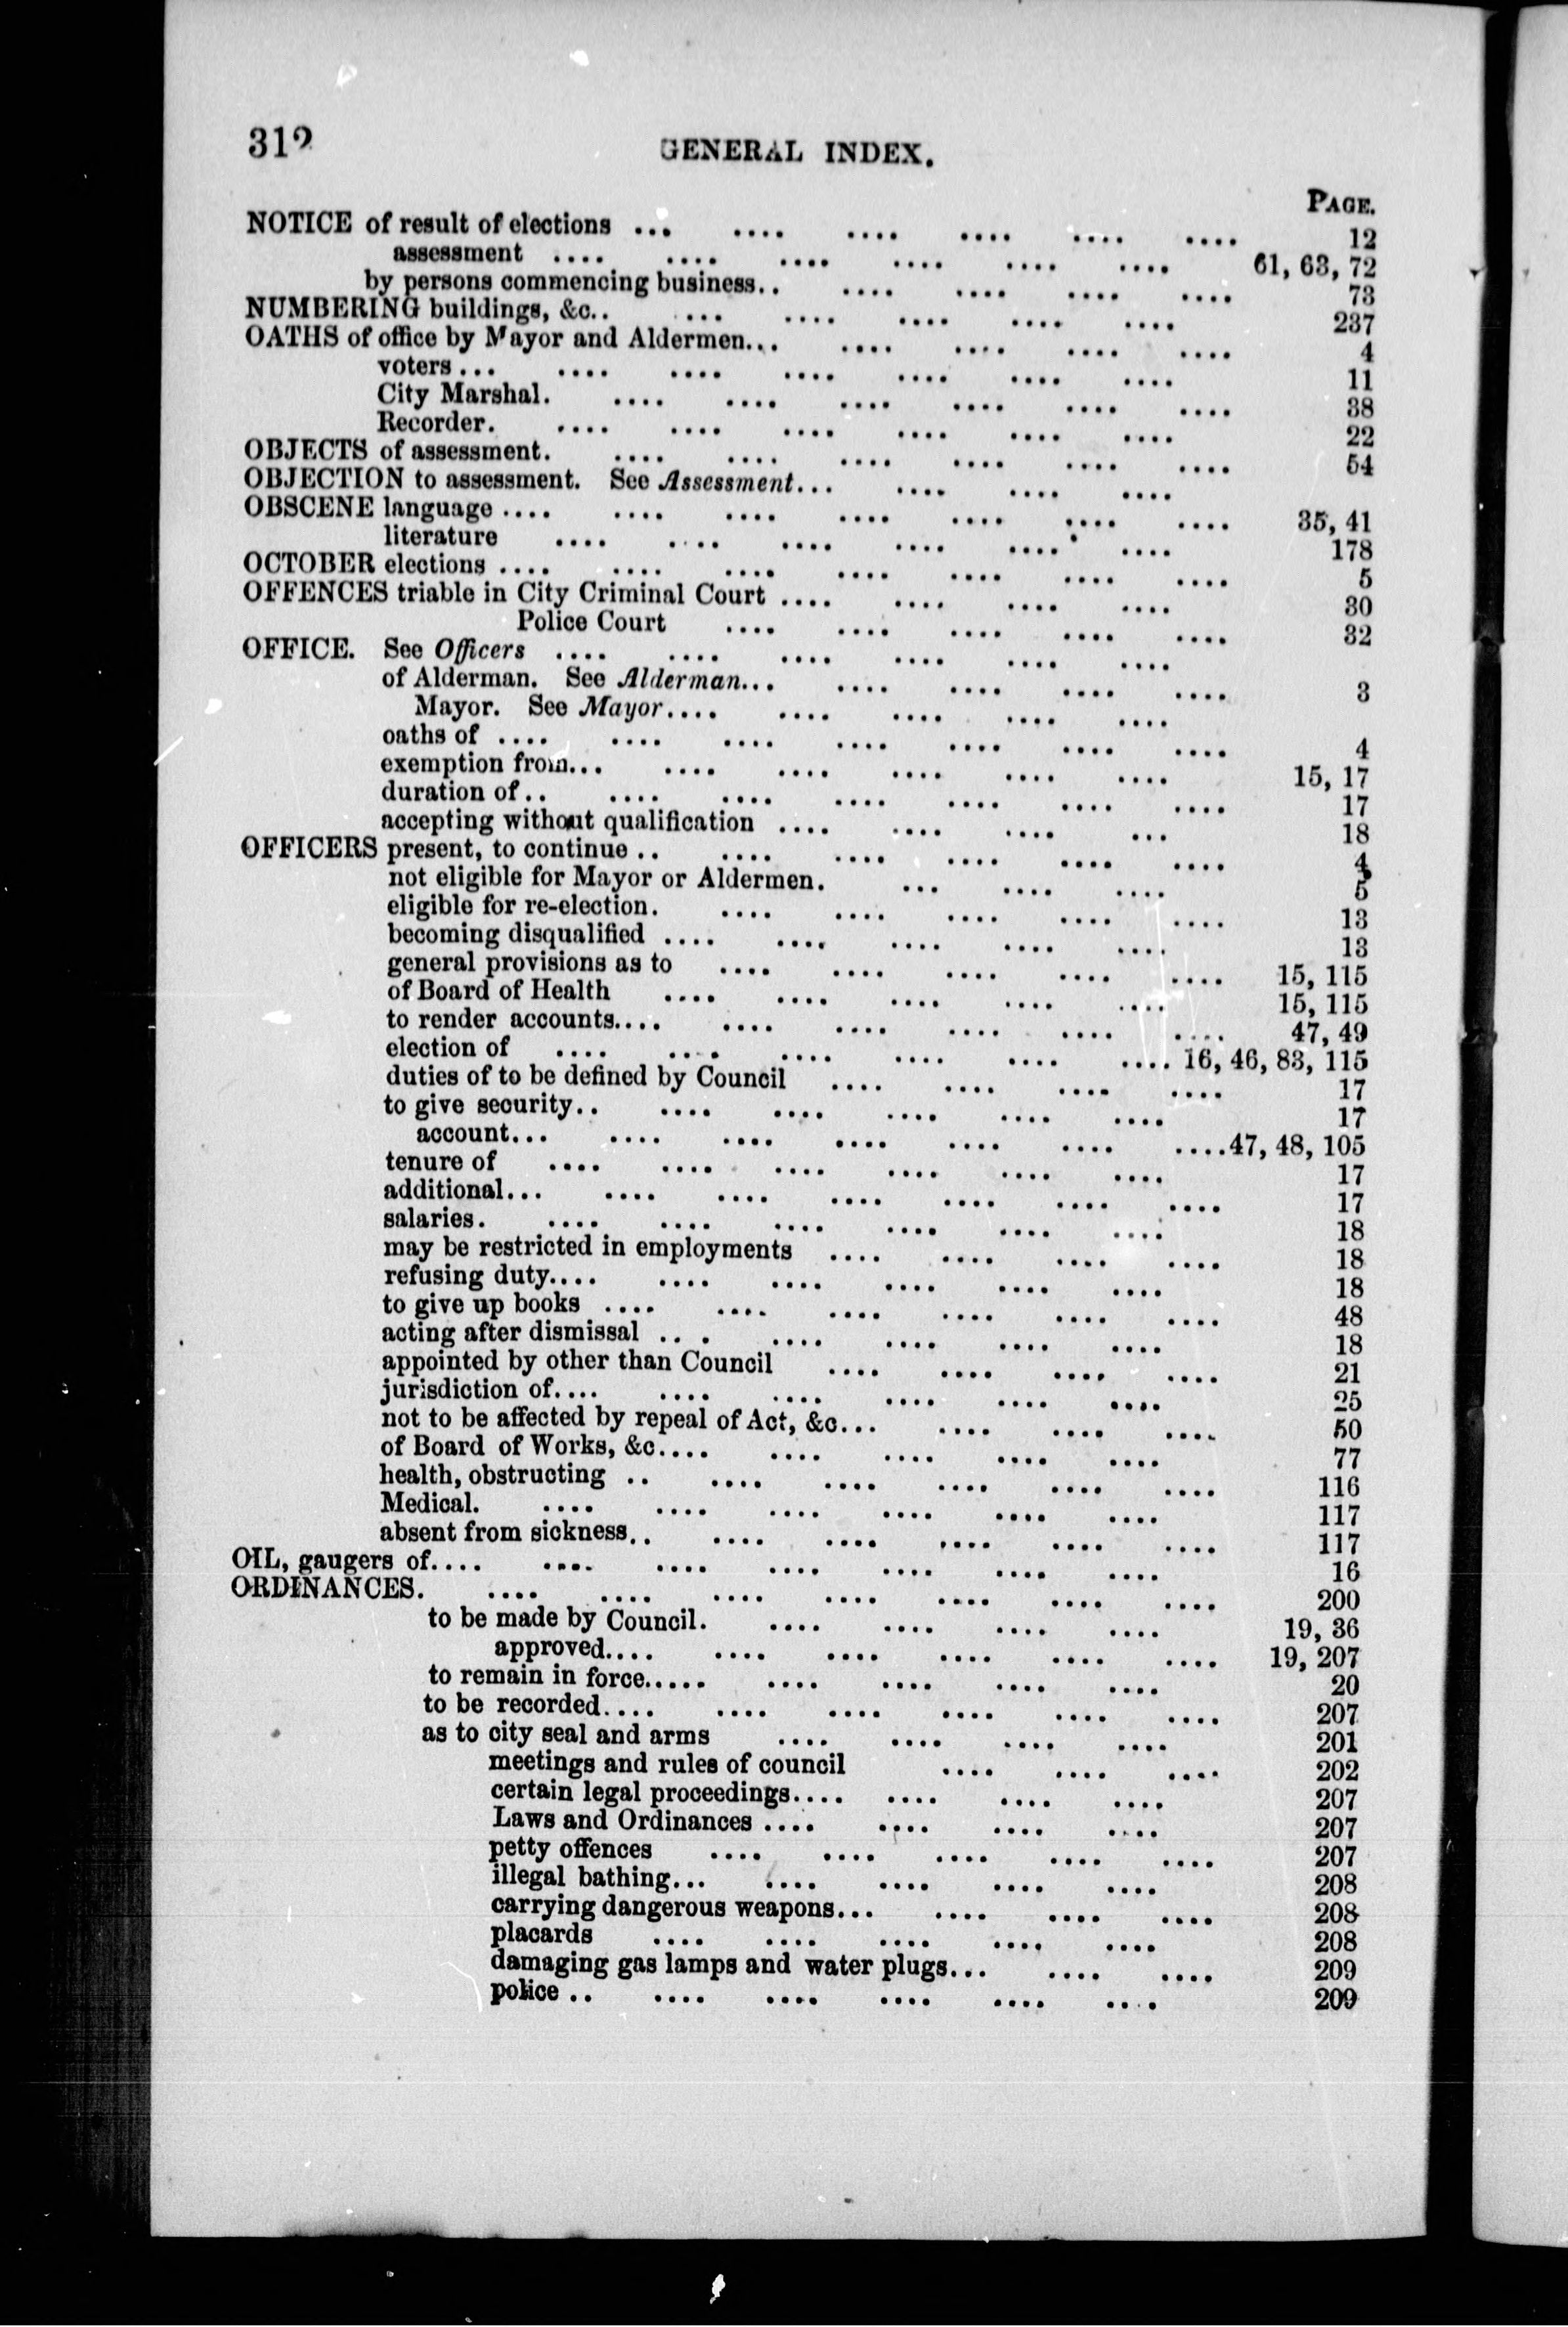 312
GENERAL INDEX.
PAGE.
NOTICE of result of elections ... .... .... .... .... .... 12
assessment .... .... .... .... .... .... 61, 63, 72
by persons commencing business.. .... .... .... .... 73
NUMBERING buildings, &c.. ... .... .... .... .... 237
OATHS of office by Mayor and Aldermen... .... .... .... .... 4
voters ... .... .... .... .... .... .... 11
City Marshal. .... .... .... .... .... .... 38
Recorder. .... .... .... .... .... .... 22
OBJECTS of assessment. .... .... .... .... .... .... 54
OBJECTION to assessment. See Assessment... .... .... ....
OBSCENE language .... .... .... .... .... .... .... 35, 41
literature .... .... .... .... .... .... 178
OCTOBER elections .... .... .... .... .... .... .... 5
OFFENCES triable in City Criminal Court .... .... .... .... 30
Police Court .... .... .... .... .... 32
OFFICE. See Officers .... .... .... .... .... ....
of Alderman. See Alderman... .... .... .... .... 3
Mayor. See Mayor.... .... .... .... ....
oaths of .... .... .... .... .... .... .... 4
exemption from... .... .... .... .... .... 15, 17
duration of.. .... .... .... .... .... .... 17
accepting without qualification .... .... .... ... 18
OFFICERS present, to continue .. .... .... .... .... .... 4
not eligible for Mayor or Aldermen. ... .... .... 5
eligible for re-election. .... .... .... .... .... 13
becoming disqualified .... .... .... .... .... 13
general provisions as to .... .... .... .... .... 15, 115
of Board of Health .... .... .... .... .... 15, 115
to render accounts.... .... .... .... .... .... 47, 49
election of .... .... .... .... .... .... 16, 46, 83, 115
duties of to be defined by Council .... .... .... .... 17
to give security.. .... .... .... .... .... 17
account... .... .... .... .... .... ....47, 48, 105
tenure of .... .... .... .... .... .... 17
additional... .... .... .... .... .... .... 17
salaries. .... .... .... .... .... .... 18
may be restricted in employments .... .... .... .... 18
refusing duty.... .... .... .... .... .... 18
to give up books .... .... .... .... .... .... 48
acting after dismissal .. . .... .... .... .... 18
appointed by other than Council .... .... .... .... 21
jurisdiction of.... .... .... .... .... .... 25
not to be affected by repeal of Act, &c... .... .... .... 50
of Board of Works, &c.... .... .... .... .... 77
health, obstructing .. .... .... .... .... .... 116
Medical. .... .... .... .... .... .... 117
absent from sickness.. .... .... .... .... .... 117
OIL, gaugers of.... .... .... .... .... .... .... 16
ORDINANCES. .... .... .... .... .... .... .... 200
to be made by Council. .... .... .... .... 19, 36
approved.... .... .... .... .... .... 19, 207
to remain in force..... .... .... .... .... 20
to be recorded.... .... .... .... .... .... 207
as to city seal and arms .... .... .... .... 201
meetings and rules of council .... .... .... 202
certain legal proceedings.... .... .... .... 207
Laws and Ordinances .... .... .... .... 207
petty offences .... .... .... .... .... 207
illegal bathing... .... .... .... .... 208
carrying dangerous weapons... .... .... .... 208
placards .... .... .... .... .... 208
damaging gas lamps and water plugs... .... .... 209
police .. .... .... .... .... .... 209